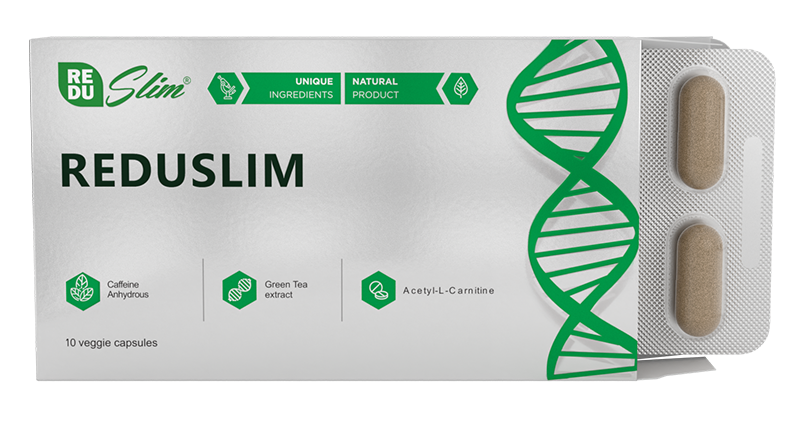 RE
DU
Slim®
UNIQUE
INGREDIENTS
NATURAL
PRODUCT
REDUSLIM
Caffeine
Anhydrous
Green Tea
extract
Acetyl-L-Carnitine
10 veggie capsules